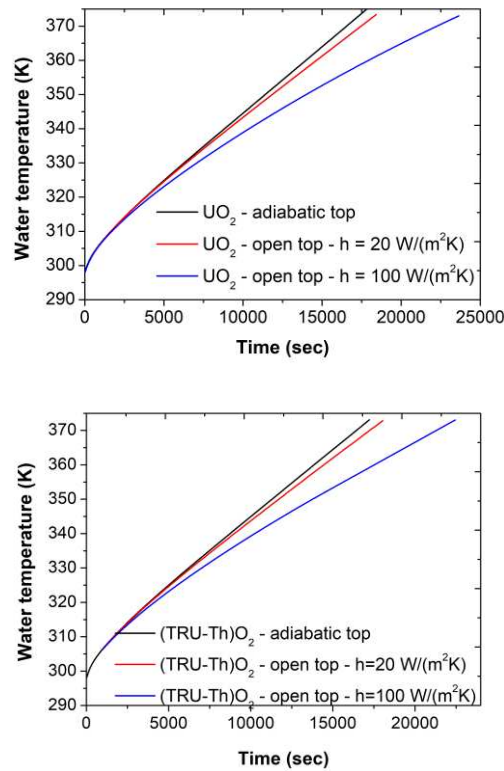 Water temperature (K)
370
360
350
340
330
320
310
300
290
UO2 - adiabatic top
UO2 - open top - h = 20 W/(m2K)
UO2 - open top - h = 100 W/(m2K)
0 5000 10000 15000 20000 25000
Time (sec)
Water temperature (K)
370
360
350
340
330
320
310
300
290
(TRU-Th)O2 - adiabatic top
(TRU-Th)O2 - open top - h=20 W/(m2K)
(TRU-Th)O2 - open top - h=100 W/(m2K)
0 5000 10000 15000 20000
Time (sec)